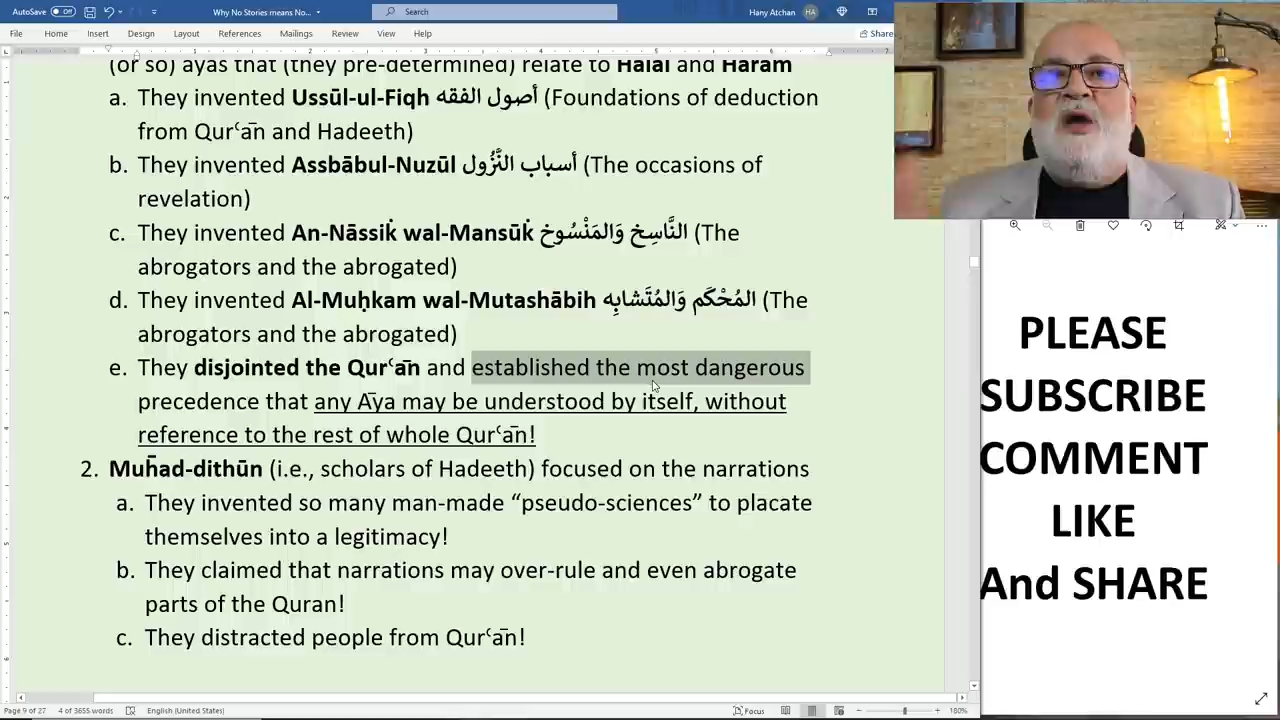 AutoSave Off Why No Stories means No... Search Hany Atchan HA
File Home Insert Draw Design Layout References Mailings Review View Help Share
(or so) ayas that (they pre-determined) relate to Halal and Haram
a. They invented Ussūl-ul-Fiqh أصول الفقه (Foundations of deduction
from Qurʿān and Hadeeth)
b. They invented Assbābul-Nuzūl أسباب النَّزُول (The occasions of
revelation)
c. They invented An-Nāssik̇ wal-Mansūk̇ النَّاسِخ وَالمَنْسُوخ (The
abrogators and the abrogated)
d. They invented Al-Muḥkam wal-Mutashābih المُحْكَم وَالمُتَشابِه (The
abrogators and the abrogated)
e. They disjointed the Qurʿān and established the most dangerous
precedence that any Āya may be understood by itself, without
reference to the rest of whole Qurʿān!
2. Muh̄ad-dithūn (i.e., scholars of Hadeeth) focused on the narrations
a. They invented so many man-made “pseudo-sciences” to placate
themselves into a legitimacy!
b. They claimed that narrations may over-rule and even abrogate
parts of the Quran!
c. They distracted people from Qurʿān!
PLEASE
SUBSCRIBE
COMMENT
LIKE
And SHARE
Page 9 of 27 4 of 3655 words English (United States) Focus 180%